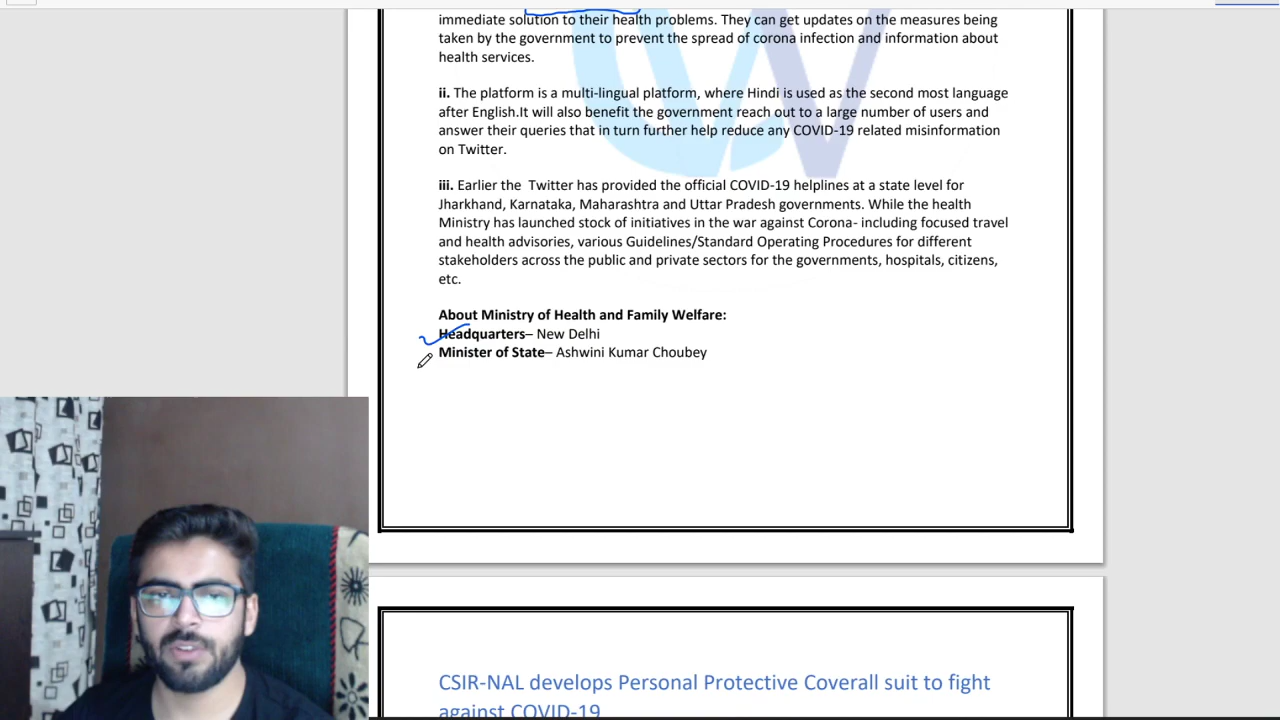 immediate solution to their health problems. They can get updates on the measures being
taken by the government to prevent the spread of corona infection and information about
health services.
ii. The platform is a multi-lingual platform, where Hindi is used as the second most language
after English.It will also benefit the government reach out to a large number of users and
answer their queries that in turn further help reduce any COVID-19 related misinformation
on Twitter.
iii. Earlier the  Twitter has provided the official COVID-19 helplines at a state level for
Jharkhand, Karnataka, Maharashtra and Uttar Pradesh governments. While the health
Ministry has launched stock of initiatives in the war against Corona- including focused travel
and health advisories, various Guidelines/Standard Operating Procedures for different
stakeholders across the public and private sectors for the governments, hospitals, citizens,
etc.
About Ministry of Health and Family Welfare:
Headquarters– New Delhi
Minister of State– Ashwini Kumar Choubey
CSIR-NAL develops Personal Protective Coverall suit to fight
against COVID-19